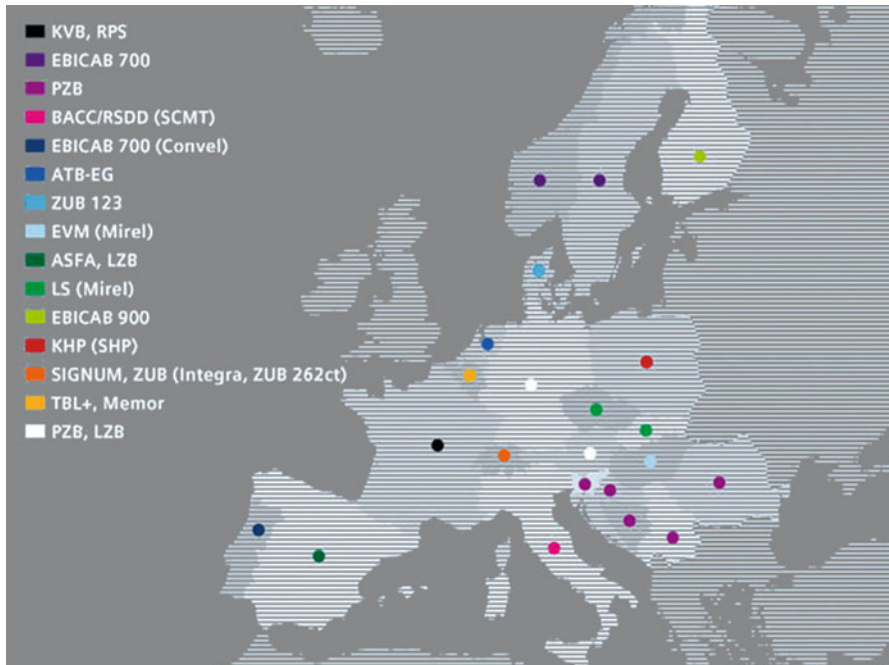 KVB, RPS
EBICAB 700
PZB
BACC/RSDD (SCMT)
EBICAB 700 (Convel)
ATB-EG
ZUB 123
EVM (Mirel)
ASFA, LZB
LS (Mirel)
EBICAB 900
KHP (SHP)
SIGNUM, ZUB (Integra, ZUB 262ct)
TBL+, Memor
PZB, LZB